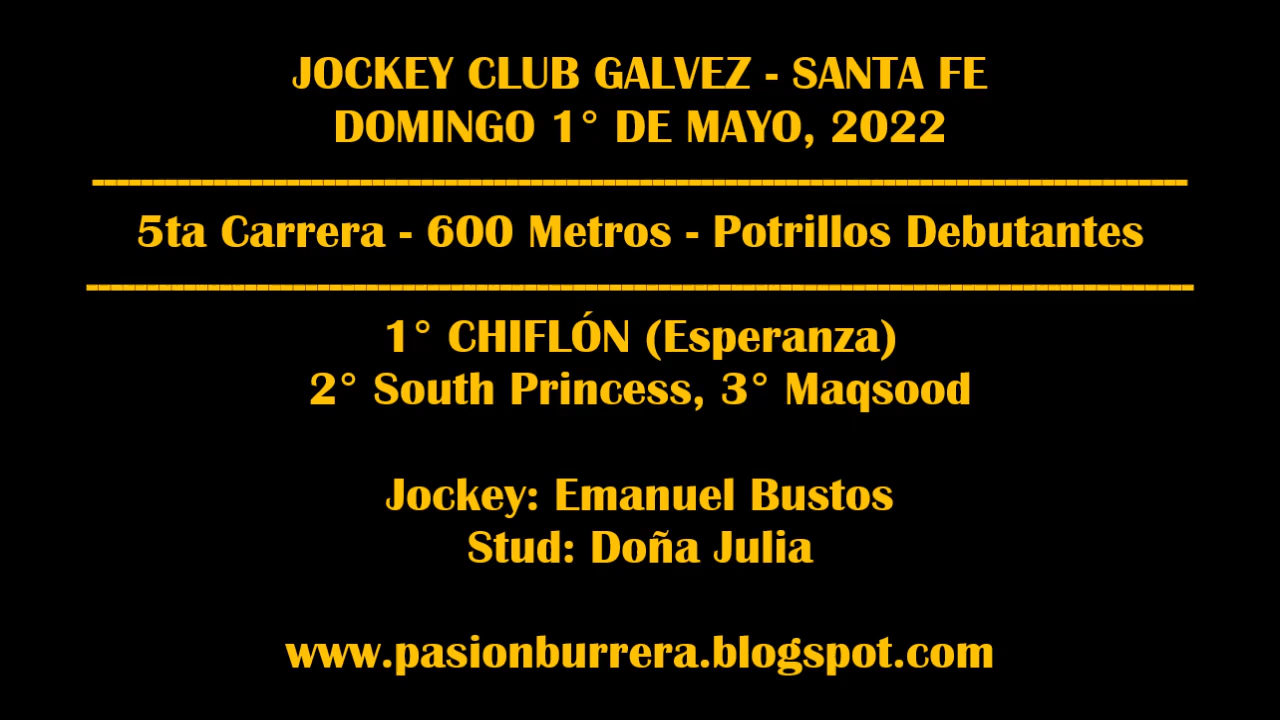 JOCKEY CLUB GALVEZ - SANTA FE
DOMINGO 1° DE MAYO, 2022
----------------------------------------------------------------------------------------
5ta Carrera - 600 Metros - Potrillos Debutantes
-----------------------------------------------------------------------------------------
1° CHIFLÓN (Esperanza)
2° South Princess, 3° Maqsood
Jockey: Emanuel Bustos
Stud: Doña Julia
www.pasionburrera.blogspot.com